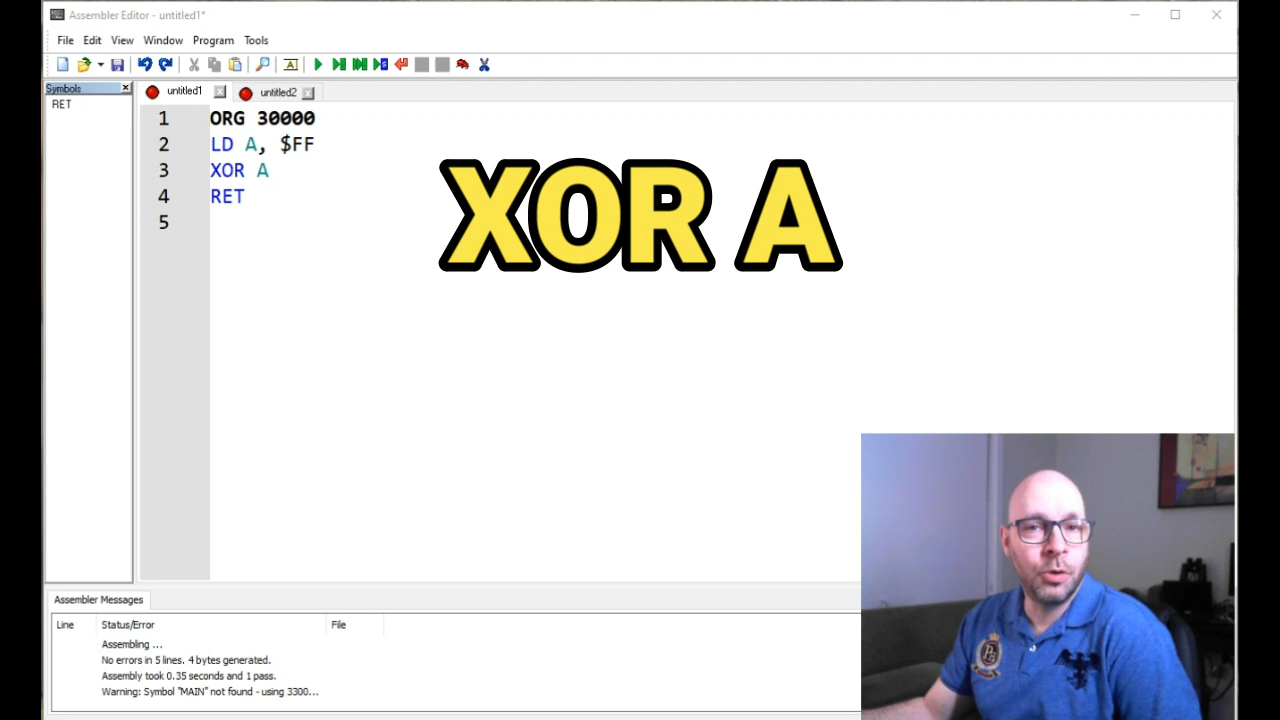 Assembler Editor - untitled1*
File Edit View Window Program Tools
Symbols
RET
untitled1
untitled2
1 ORG 30000
2 LD A, $FF
3 XOR A
4 RET
5
XOR A
Assembler Messages
Line Status/Error File
Assembling ...
No errors in 5 lines. 4 bytes generated.
Assembly took 0.35 seconds and 1 pass.
Warning: Symbol "MAIN" not found - using 3300...